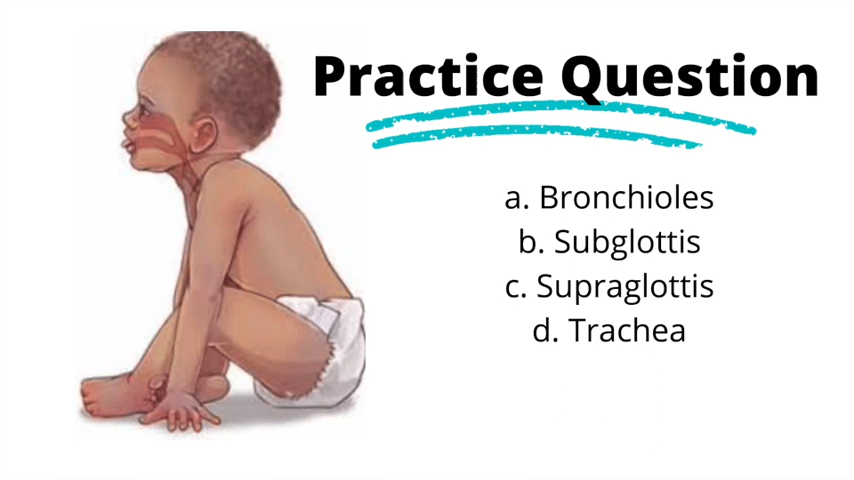 Practice Question
a. Bronchioles
b. Subglottis
c. Supraglottis
d. Trachea